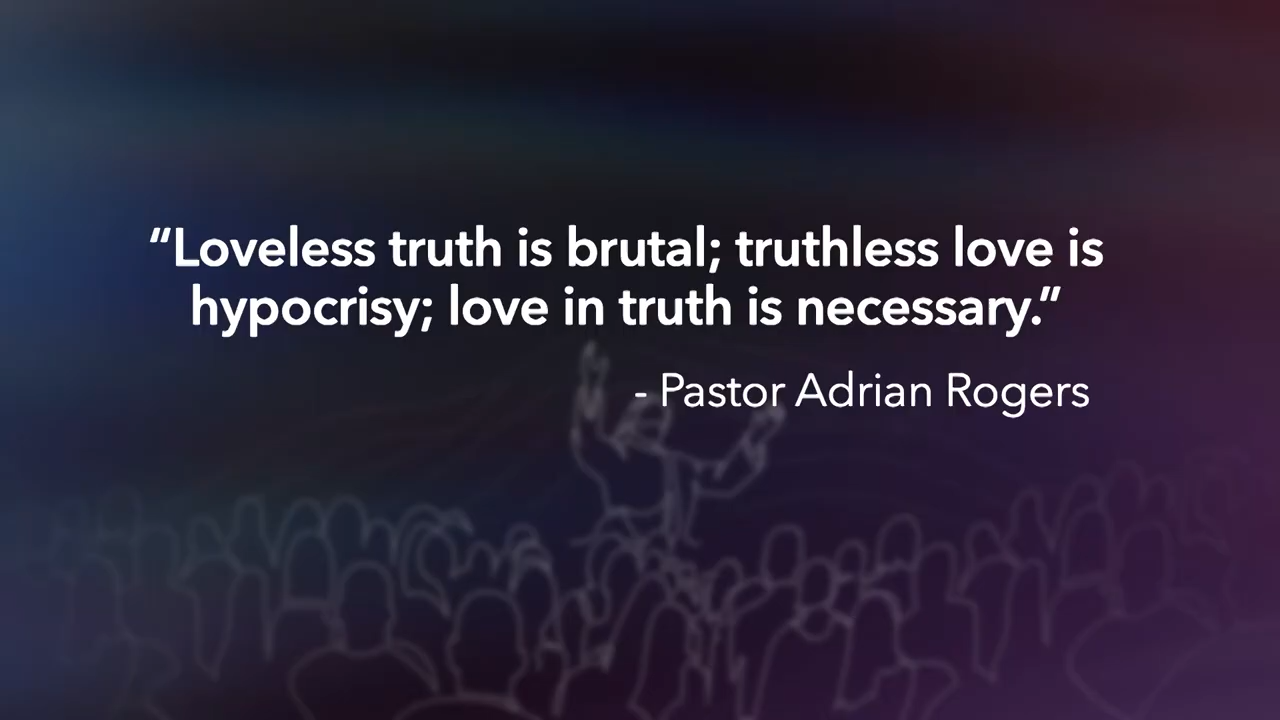 “Loveless truth is brutal; truthless love is
hypocrisy; love in truth is necessary.”
- Pastor Adrian Rogers